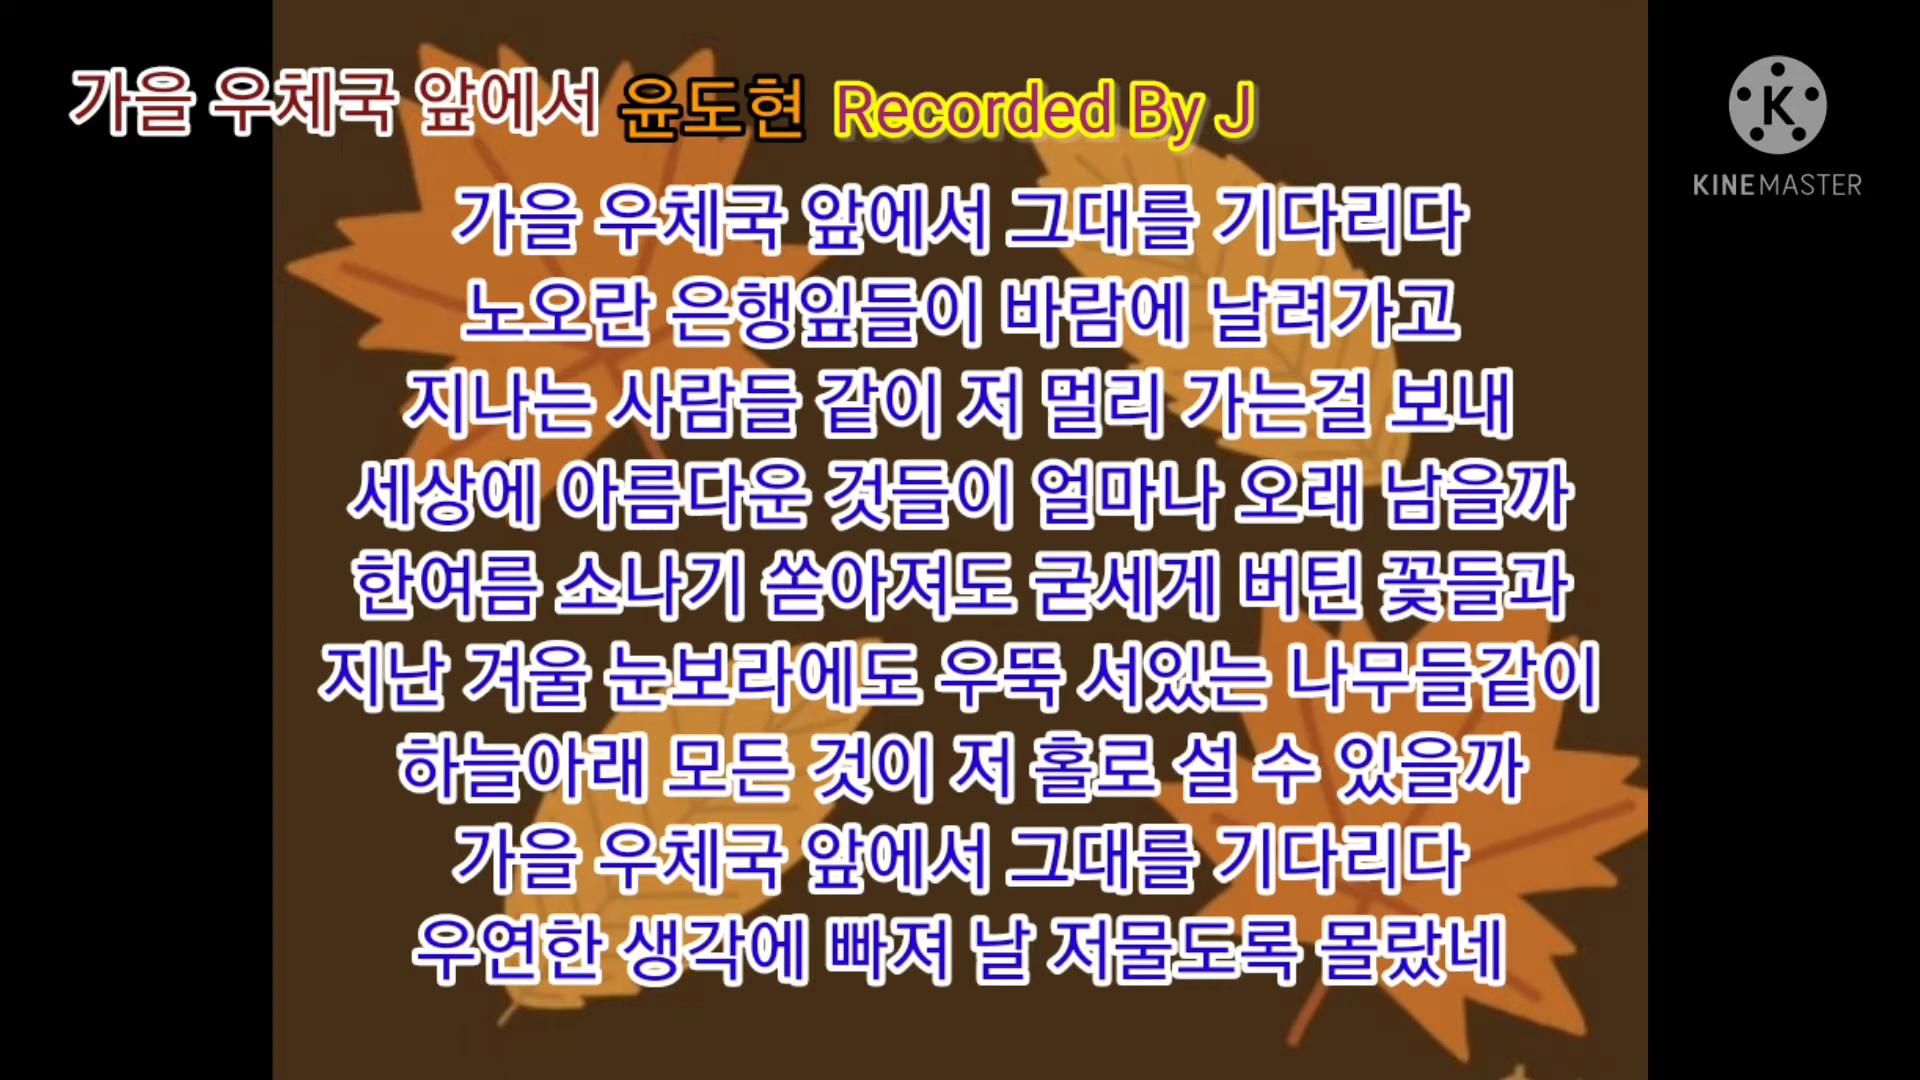 가을 우체국 앞에서 윤도현 Recorded By J
K
KINEMASTER
가을 우체국 앞에서 그대를 기다리다
노오란 은행잎들이 바람에 날려가고
지나는 사람들 같이 저 멀리 가는걸 보내
세상에 아름다운 것들이 얼마나 오래 남을까
한여름 소나기 쏟아져도 굳세게 버틴 꽃들과
지난 겨울 눈보라에도 우뚝 서있는 나무들같이
하늘아래 모든 것이 저 홀로 설 수 있을까
가을 우체국 앞에서 그대를 기다리다
우연한 생각에 빠져 날 저물도록 몰랐네